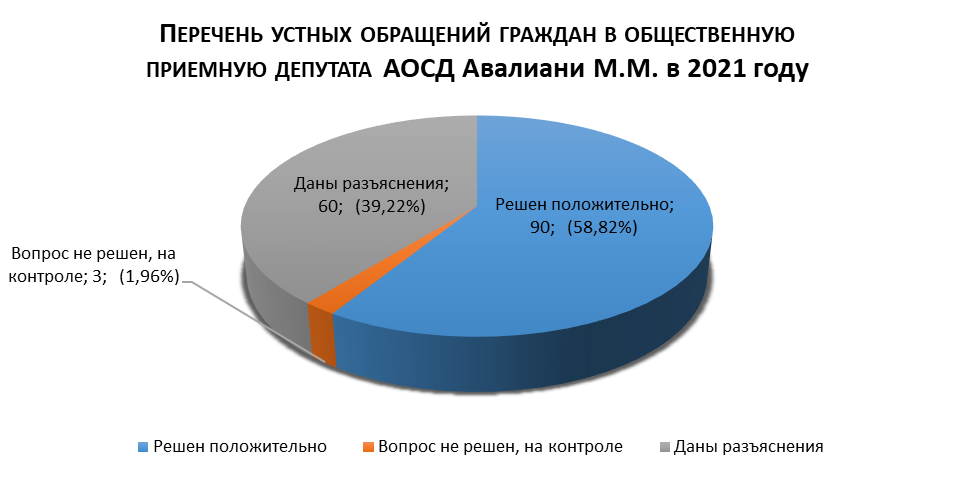 Перечень устных обращений граждан в общественную
приемную депутата АОСД Авалиани М.М. в 2021 году
Даны разъяснения;
60; (39,22%)
Решен положительно;
90; (58,82%)
Вопрос не решен, на
контроле; 3; (1,96%)
Решен положительно
Вопрос не решен, на контроле
Даны разъяснения